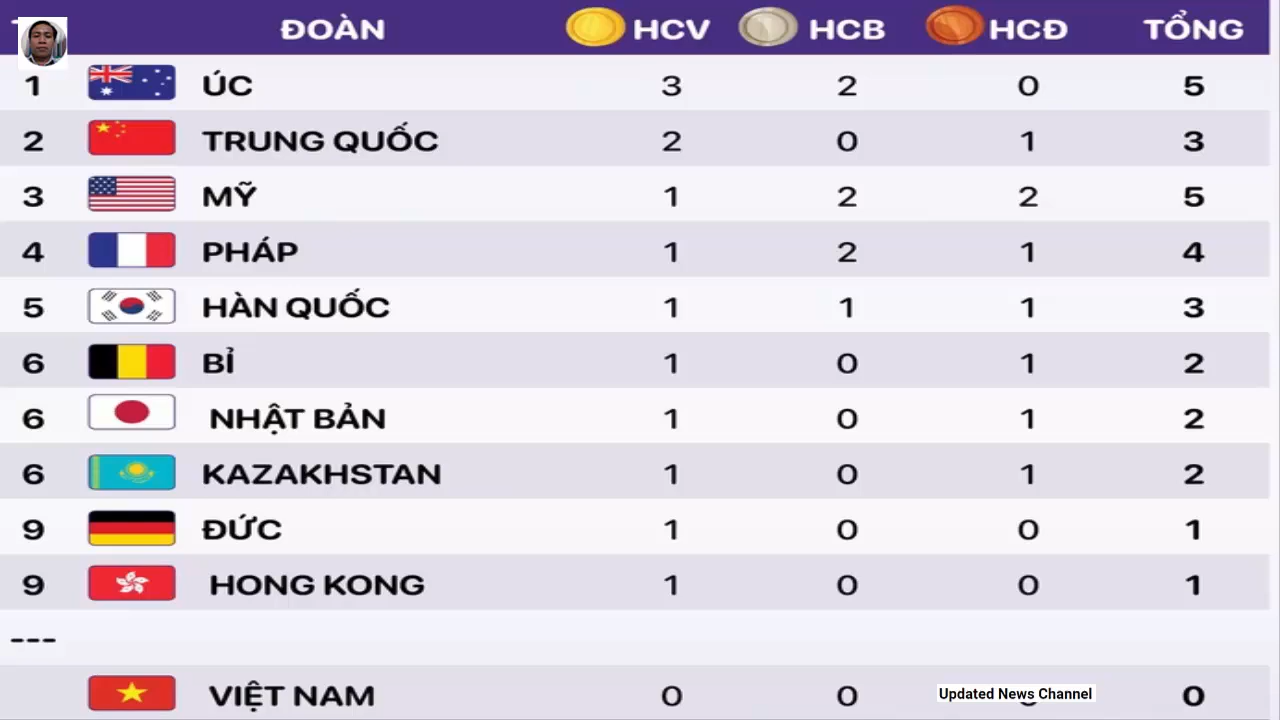 ĐOÀN HCV HCB HCĐ TỔNG
1 ÚC 3 2 0 5
2 TRUNG QUỐC 2 0 1 3
3 MỸ 1 2 2 5
4 PHÁP 1 2 1 4
5 HÀN QUỐC 1 1 1 3
6 BỈ 1 0 1 2
6 NHẬT BẢN 1 0 1 2
6 KAZAKHSTAN 1 0 1 2
9 ĐỨC 1 0 0 1
9 HONG KONG 1 0 0 1
---
VIỆT NAM 0 0 0
Updated News Channel